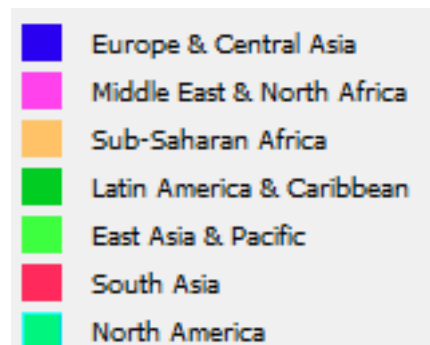 Europe & Central Asia
Middle East & North Africa
Sub-Saharan Africa
Latin America & Caribbean
East Asia & Pacific
South Asia
North America